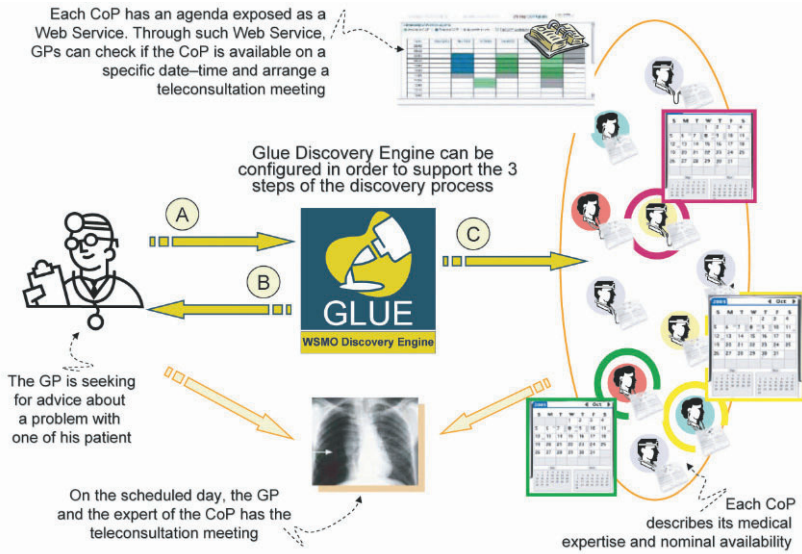 Each CoP has an agenda exposed as a
Web Service. Through such Web Service,
GPs can check if the CoP is available on a
specific date–time and arrange a
teleconsultation meeting
Glue Discovery Engine can be
configured in order to support the 3
steps of the discovery process
A
B
C
GLUE
WSMO Discovery Engine
The GP is seeking
for advice about
a problem with
one of his patient
On the scheduled day, the GP
and the expert of the CoP has the
teleconsultation meeting
S M T W T F S
Oct
S M T W T F S
Oct
S M T W T F S
Each CoP
describes its medical
expertise and nominal availability